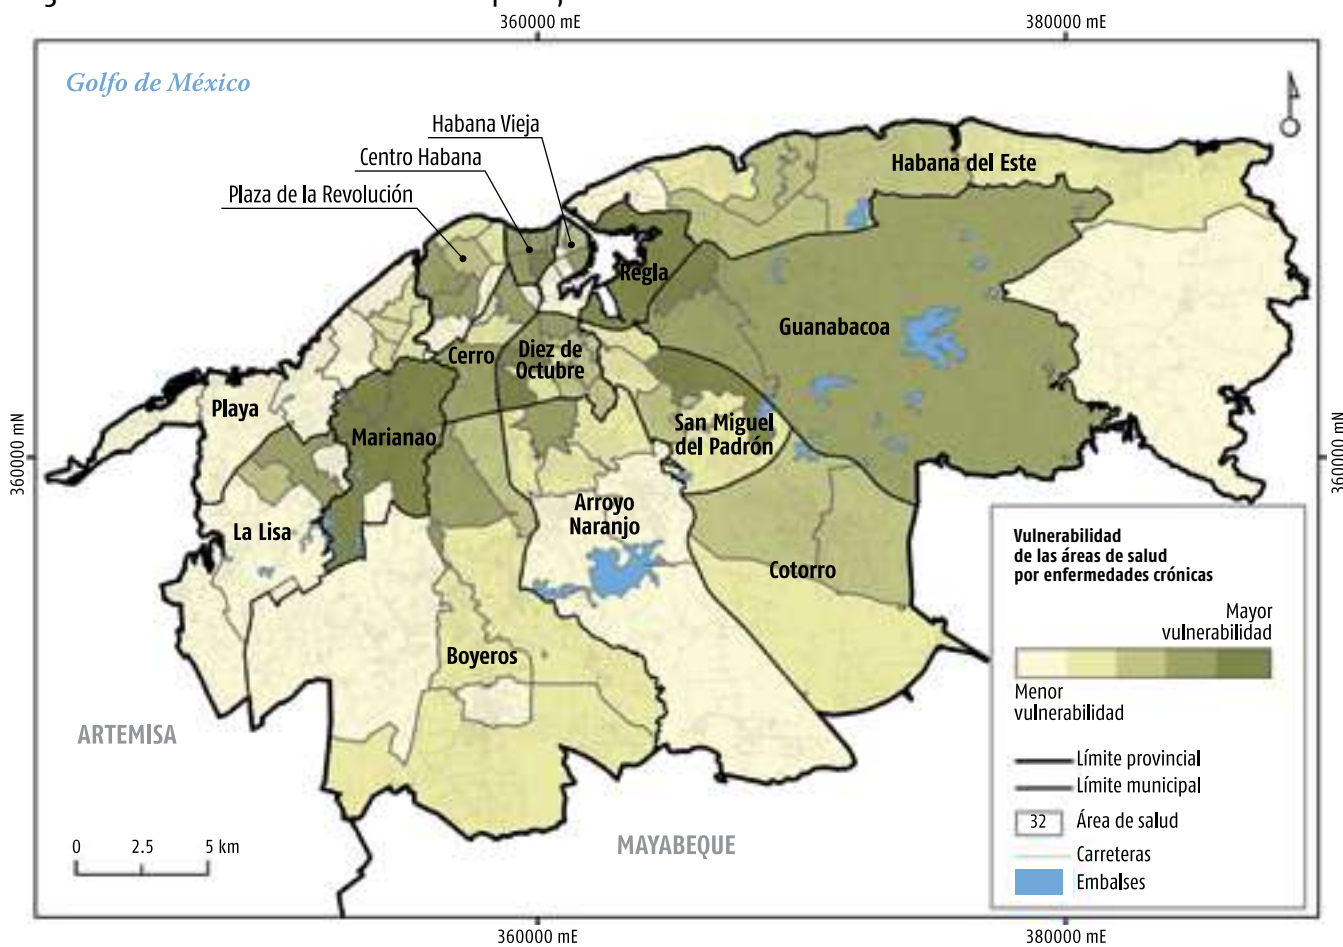 360000 mE
380000 mE
Golfo de México
Habana Vieja
Centro Habana
Plaza de la Revolución
Habana del Este
Regla
Guanabacoa
Cerro
Diez de
Octubre
Playa
Marianao
San Miguel
del Padrón
360000 mN
360000 mN
La Lisa
Arroyo
Naranjo
Cotorro
Boyeros
ARTEMISA
MAYABEQUE
0 2.5 5 km
Vulnerabilidad
de las áreas de salud
por enfermedades crónicas
Mayor
vulnerabilidad
Menor
vulnerabilidad
Límite provincial
Límite municipal
32 Área de salud
Carreteras
Embalses
360000 mE
380000 mE